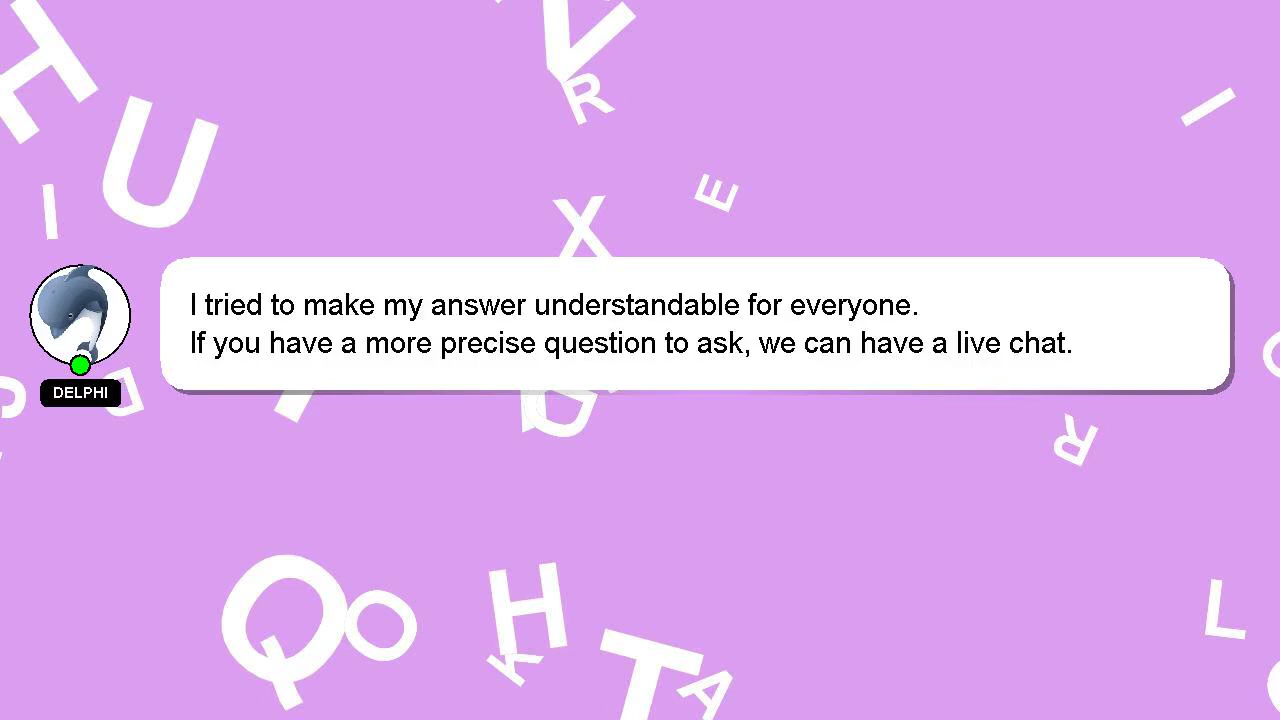 I tried to make my answer understandable for everyone.
If you have a more precise question to ask, we can have a live chat.
DELPHI
H
U
I
V
R
E
X
I
D
R
Q
O
H
K
T
A
L